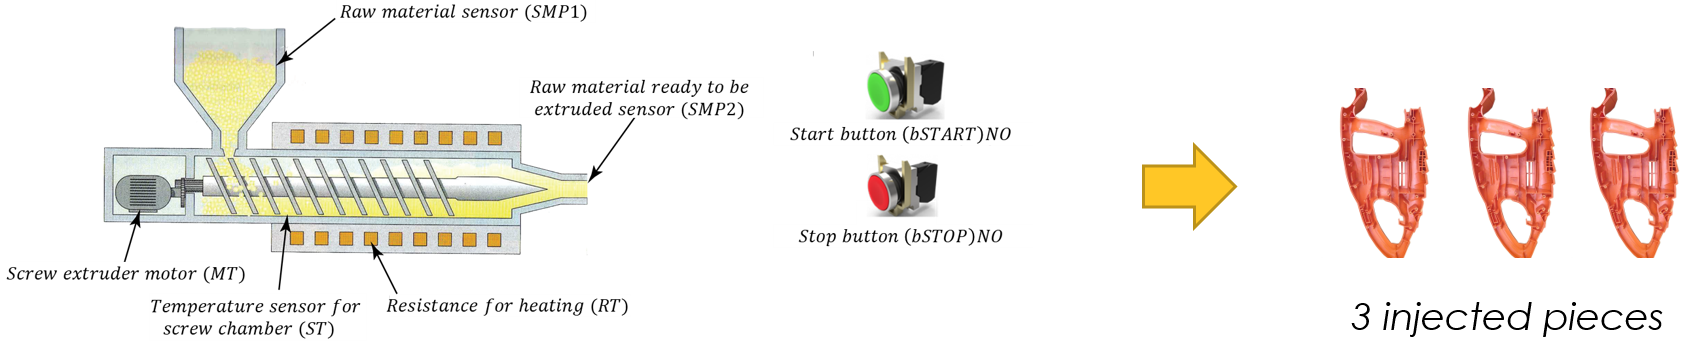 Raw material sensor (SMP1)
Raw material ready to be
extruded sensor (SMP2)
Start button (bSTART)NO
Stop button (bSTOP)NO
Screw extruder motor (MT)
Temperature sensor for
screw chamber (ST)
Resistance for heating (RT)
3 injected pieces